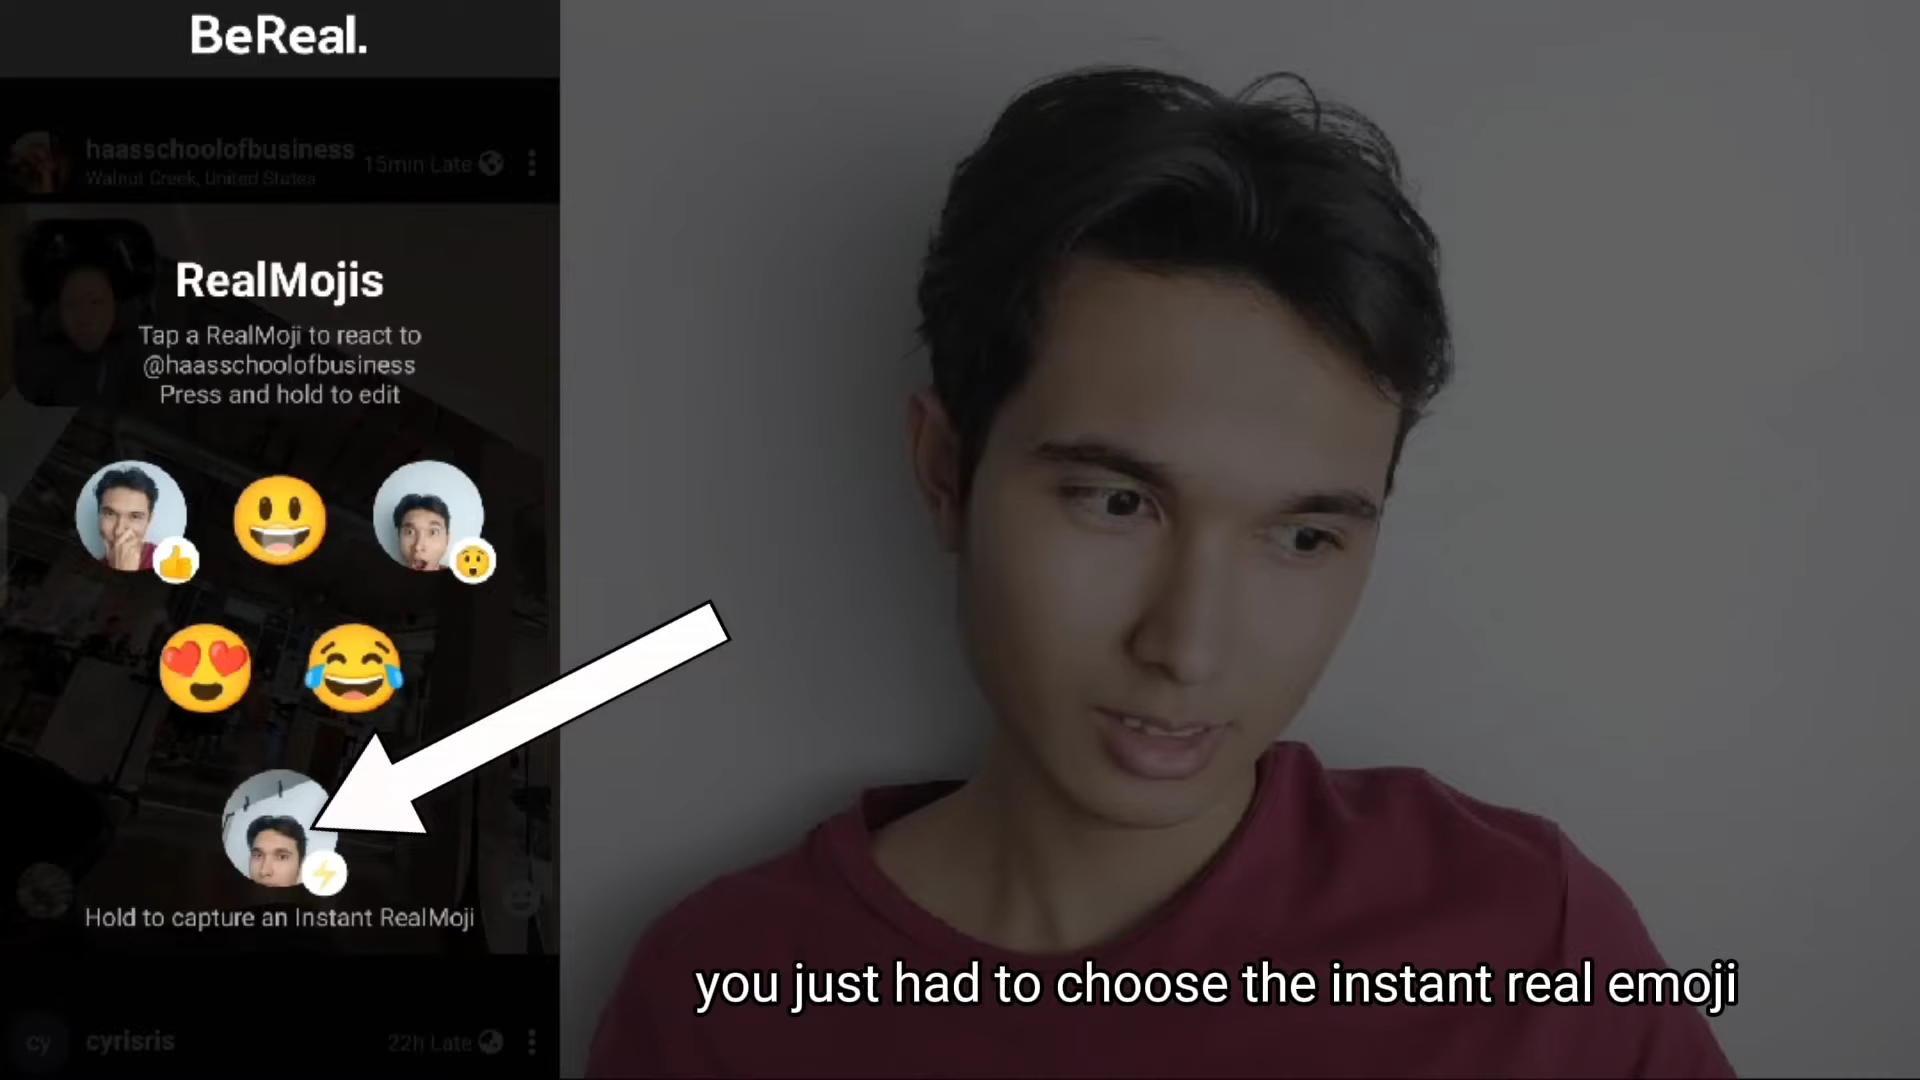 BeReal.
haasschoolofbusiness
15min Late
Walnut Creek, United States
RealMojis
Tap a RealMoji to react to
@haasschoolofbusiness
Press and hold to edit
Hold to capture an Instant RealMoji
you just had to choose the instant real emoji
cy
cyrisris
22h Late